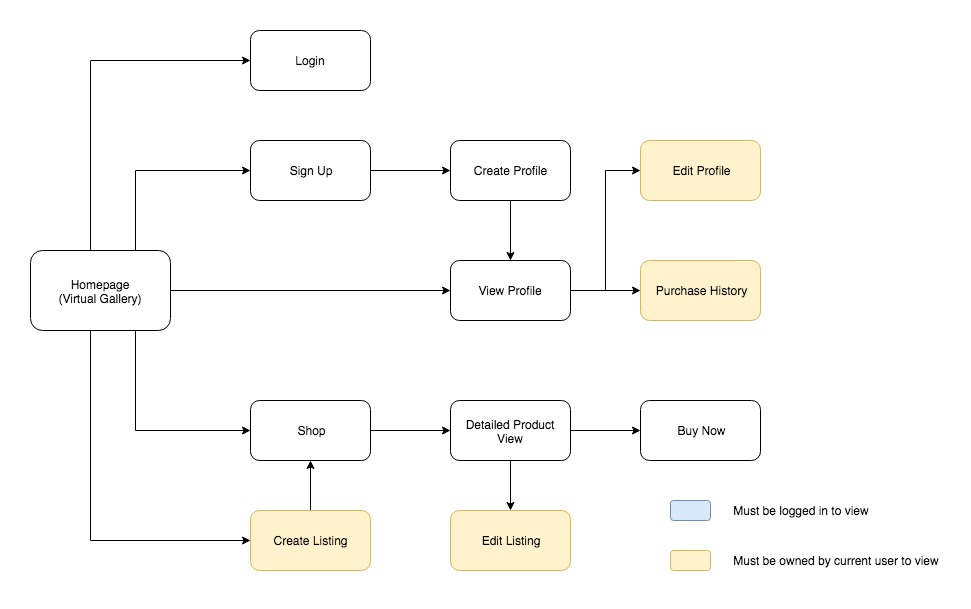 Login
Sign Up
Create Profile
Edit Profile
Homepage
(Virtual Gallery)
View Profile
Purchase History
Shop
Detailed Product
View
Buy Now
Create Listing
Edit Listing
Must be logged in to view
Must be owned by current user to view